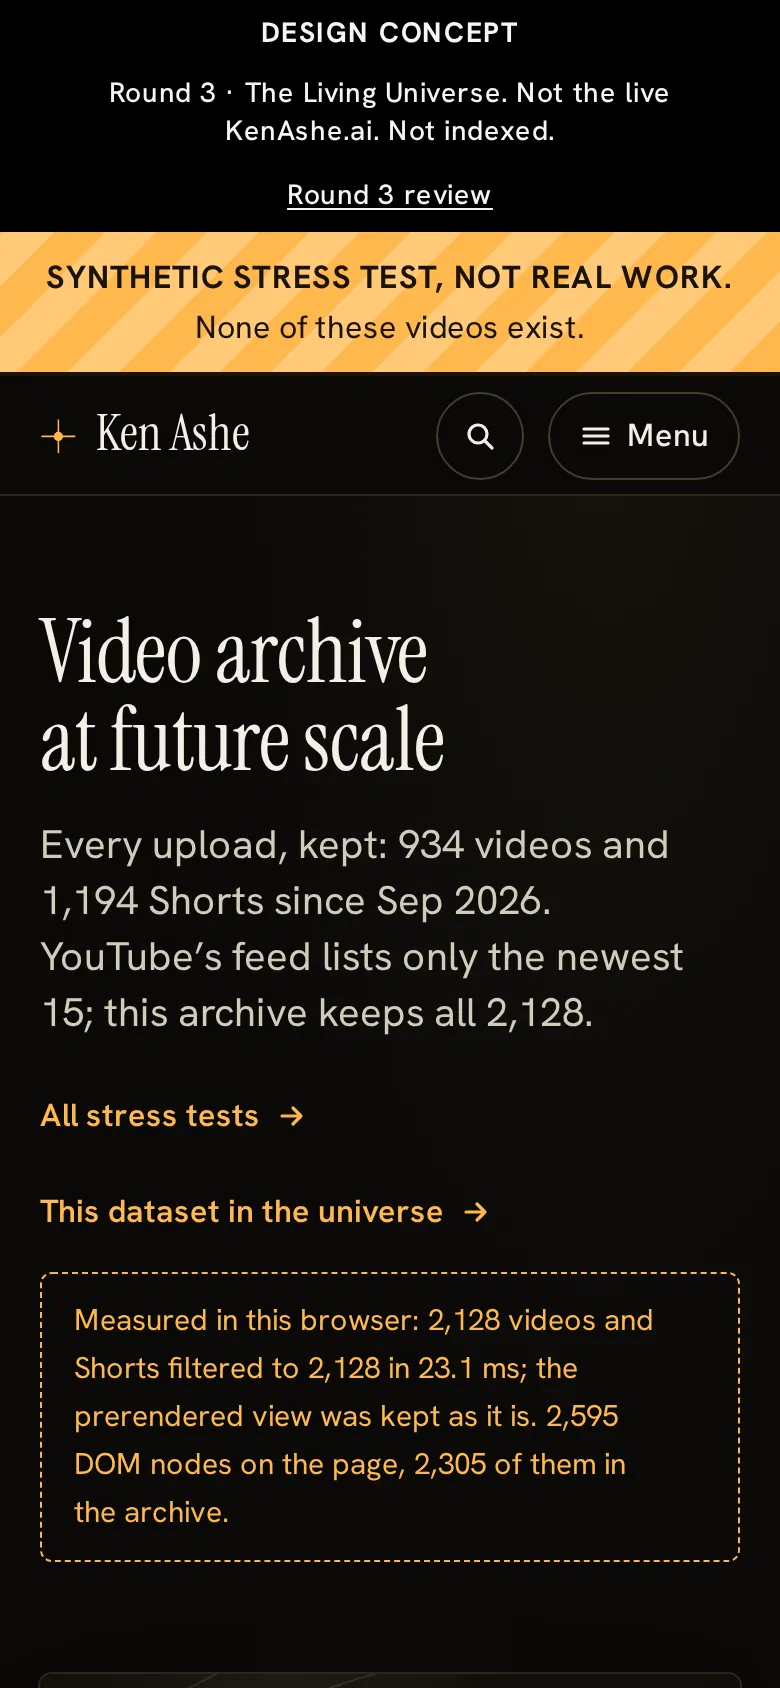 DESIGN CONCEPT
Round 3 · The Living Universe. Not the live
KenAshe.ai. Not indexed.
Round 3 review
SYNTHETIC STRESS TEST, NOT REAL WORK.
None of these videos exist.
Ken Ashe
Menu
Video archive
at future scale
Every upload, kept: 934 videos and
1,194 Shorts since Sep 2026.
YouTube’s feed lists only the newest
15; this archive keeps all 2,128.
All stress tests →
This dataset in the universe →
Measured in this browser: 2,128 videos and
Shorts filtered to 2,128 in 23.1 ms; the
prerendered view was kept as it is. 2,595
DOM nodes on the page, 2,305 of them in
the archive.